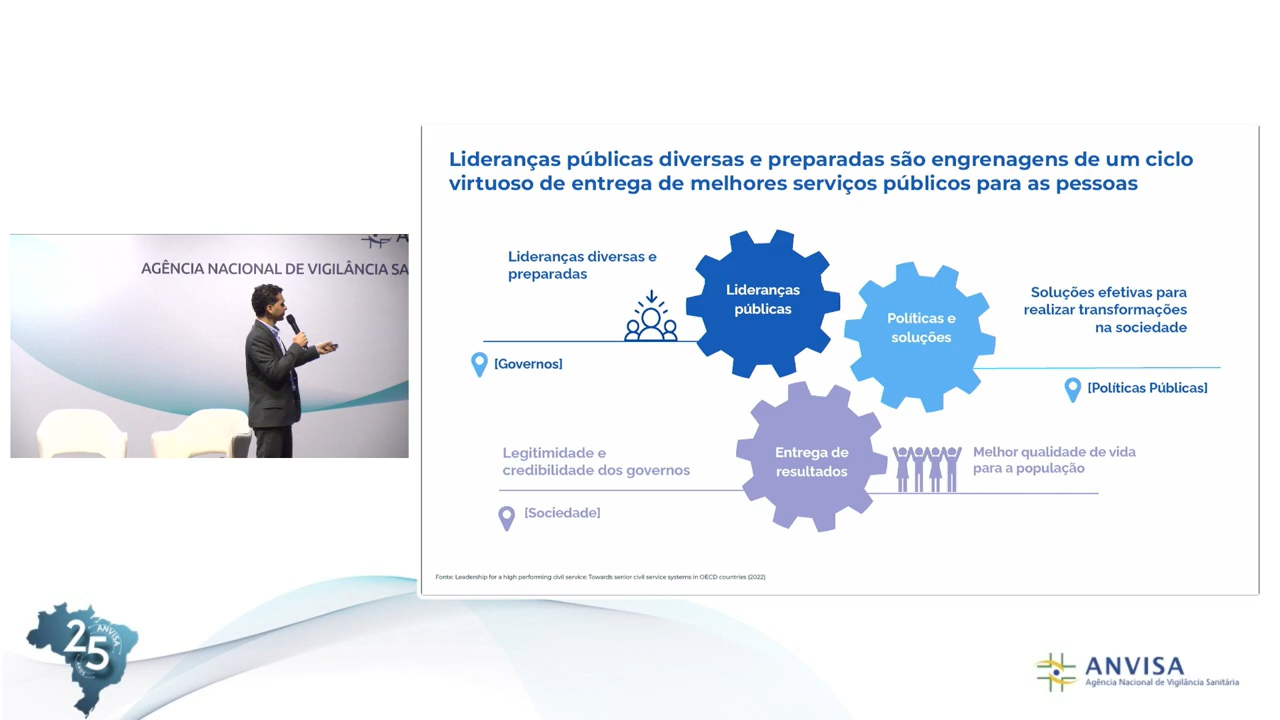 Lideranças públicas diversas e preparadas são engrenagens de um ciclo
virtuoso de entrega de melhores serviços públicos para as pessoas
AGÊNCIA NACIONAL DE VIGILÂNCIA SA
Lideranças diversas e
preparadas
[Governos]
Lideranças
públicas
Políticas e
soluções
Soluções efetivas para
realizar transformações
na sociedade
[Políticas Públicas]
Legitimidade e
credibilidade dos governos
[Sociedade]
Entrega de
resultados
Melhor qualidade de vida
para a população
Fonte: Leadership for a high performing civil service: Towards senior civil service systems in OECD countries (2022)
25
ANVISA
ANOS
ANVISA
Agência Nacional de Vigilância Sanitária